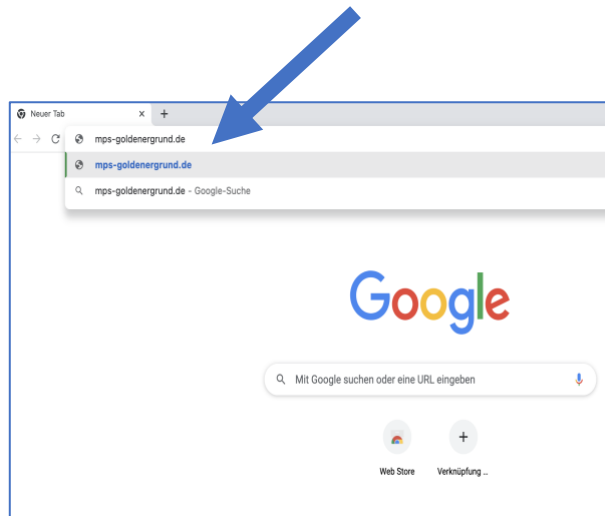 Neuer Tab
mps-goldenergrund.de
mps-goldenergrund.de
mps-goldenergrund.de - Google-Suche
Google
Mit Google suchen oder eine URL eingeben
Web Store Verknüpfung ...